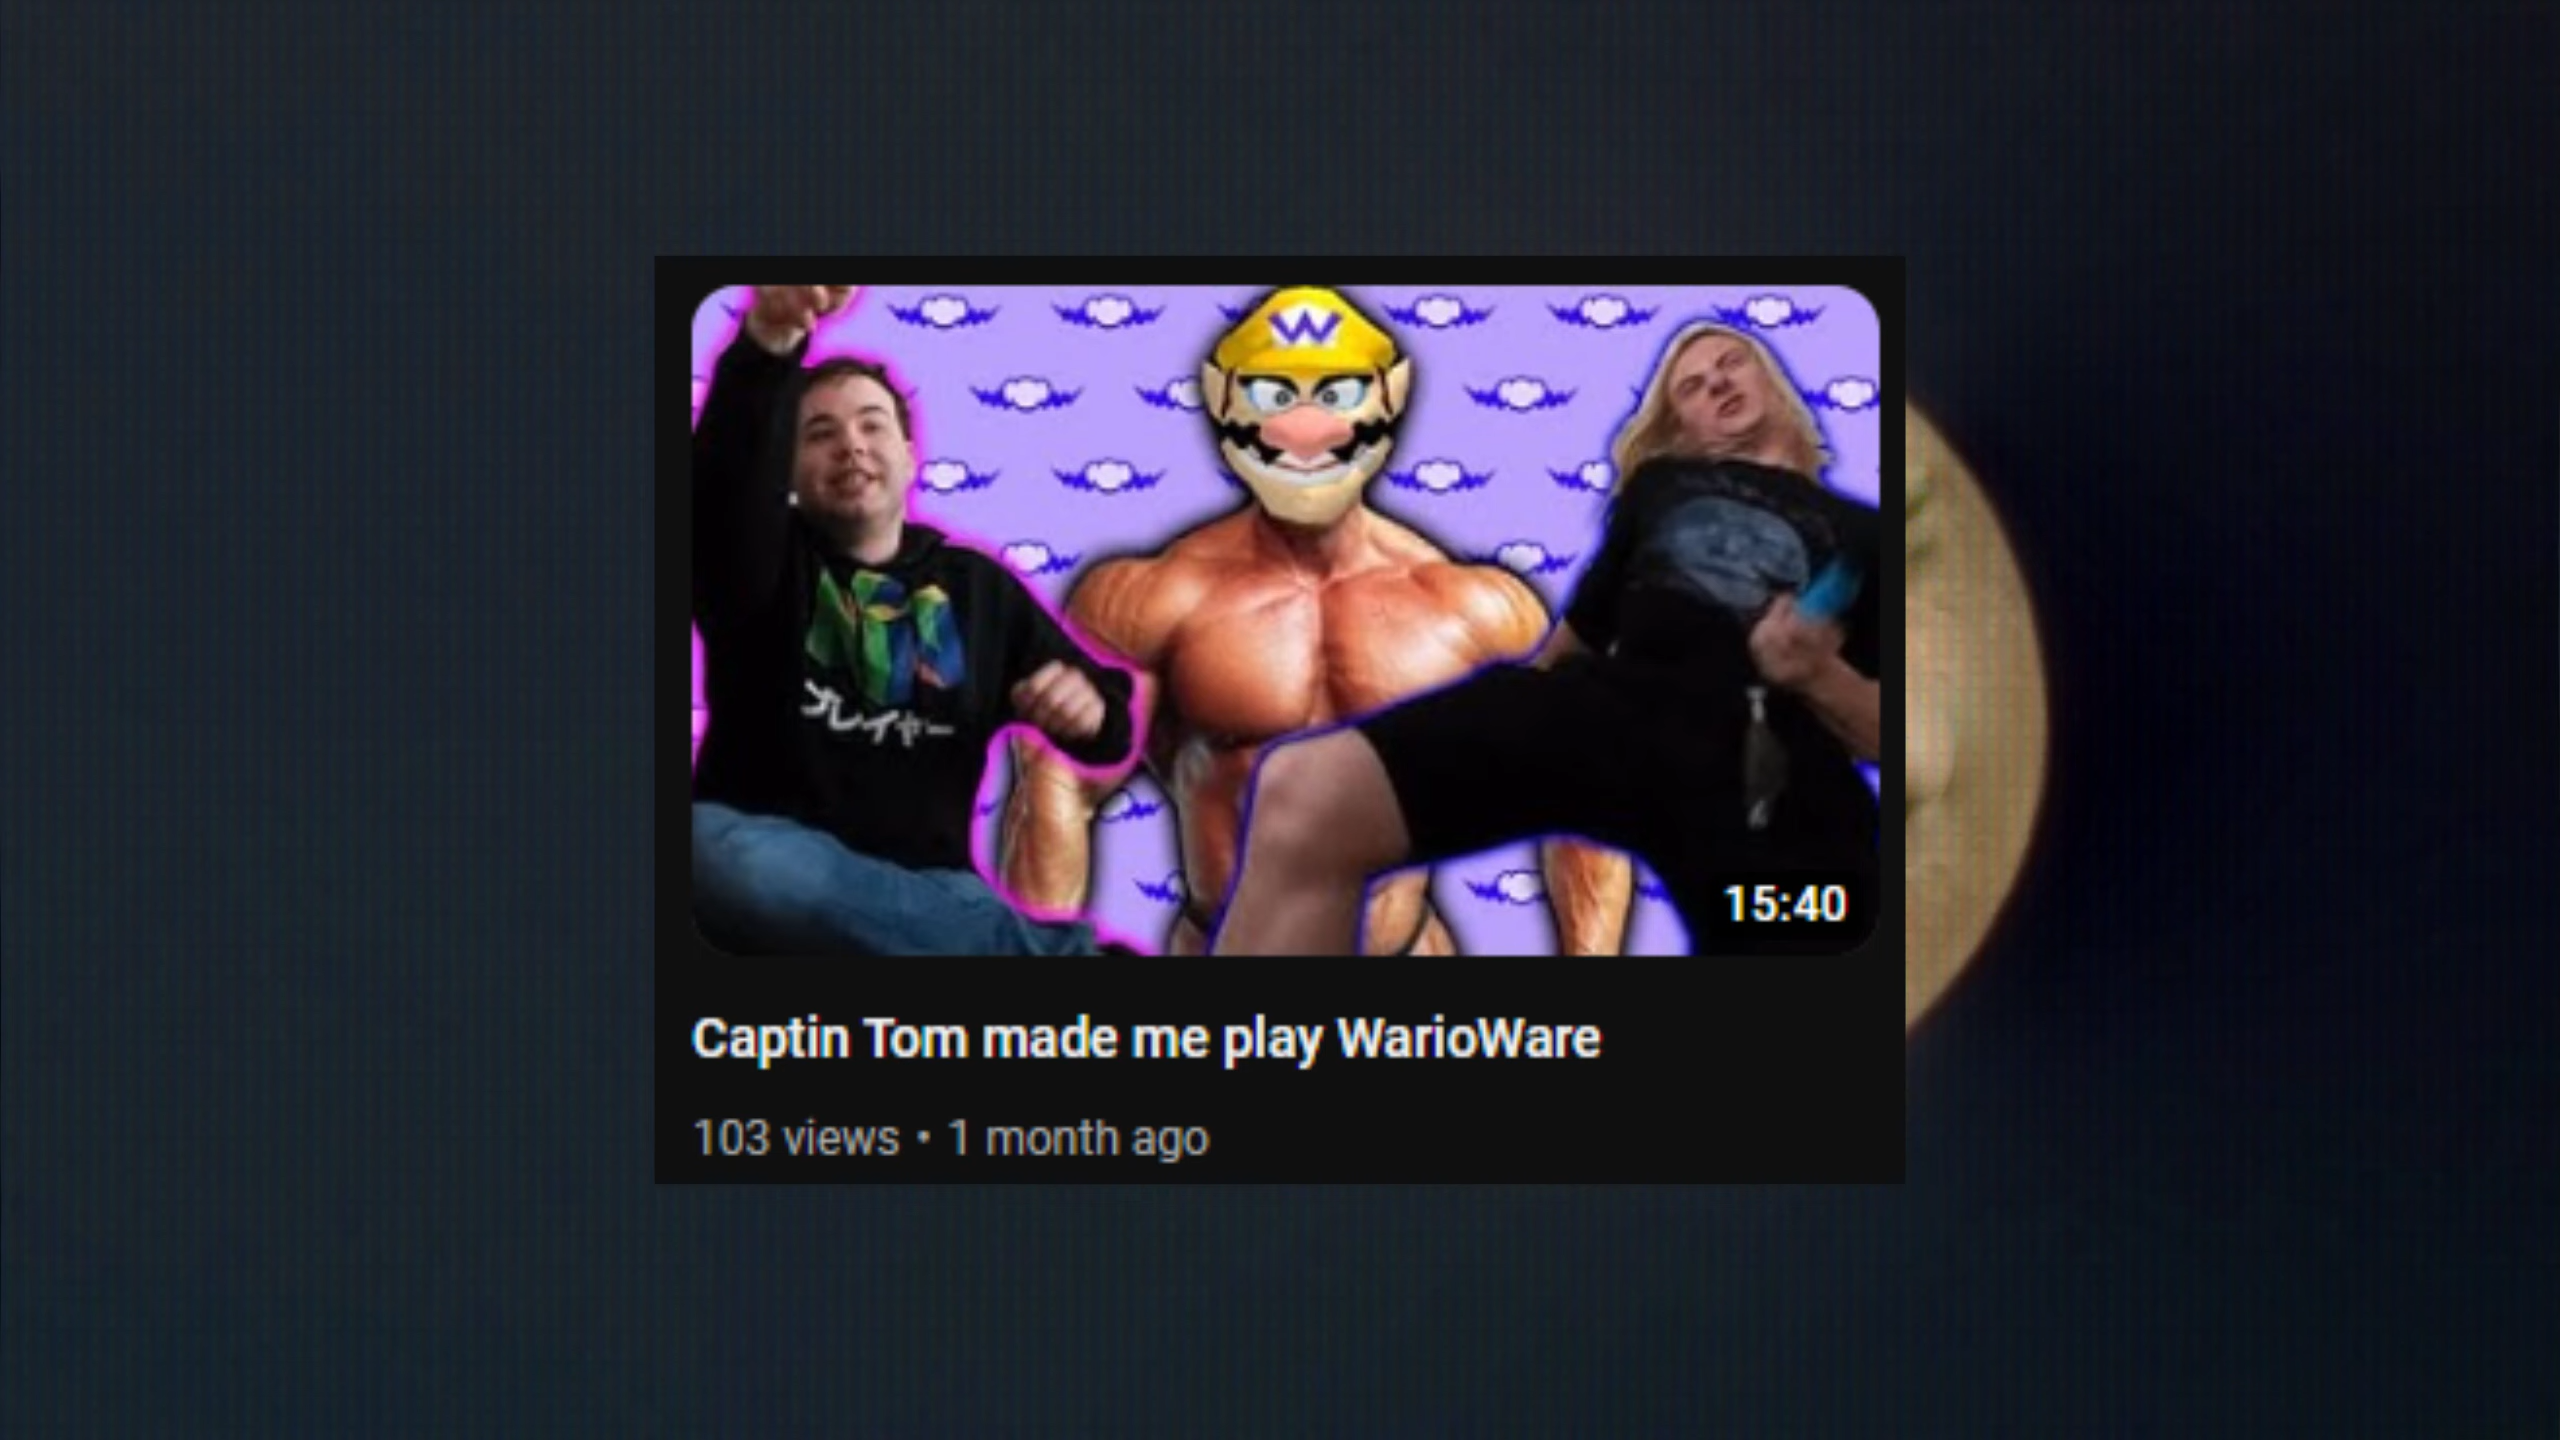 W
プレイヤー
15:40
Captin Tom made me play WarioWare
103 views • 1 month ago